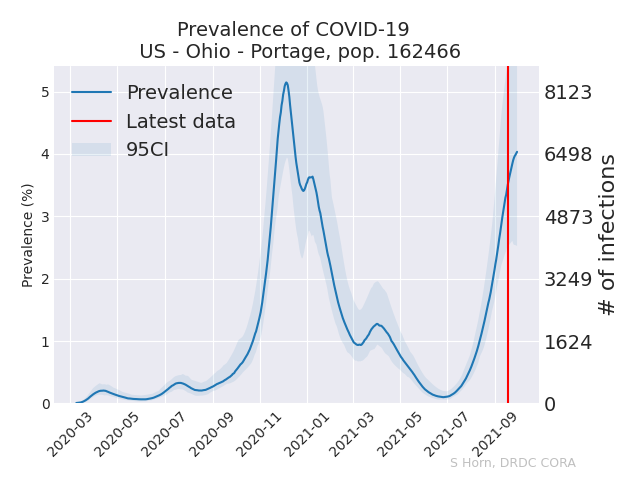 Prevalence of COVID-19
US - Ohio - Portage, pop. 162466
Prevalence
Latest data
95CI
Prevalence (%)
5
4
3
2
1
0
8123
6498
4873
3249
1624
0
# of infections
2020-03
2020-05
2020-07
2020-09
2020-11
2021-01
2021-03
2021-05
2021-07
2021-09
S Horn, DRDC CORA